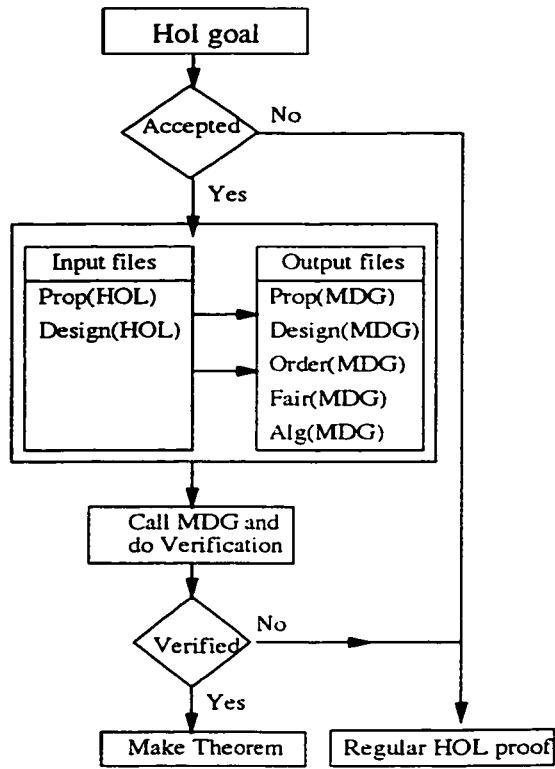 Hol goal
No
Accepted
Yes
Input files
Prop(HOL)
Design(HOL)
Output files
Prop(MDG)
Design(MDG)
Order(MDG)
Fair(MDG)
Alg(MDG)
Call MDG and
do Verification
No
Verified
Yes
Make Theorem
Regular HOL proof